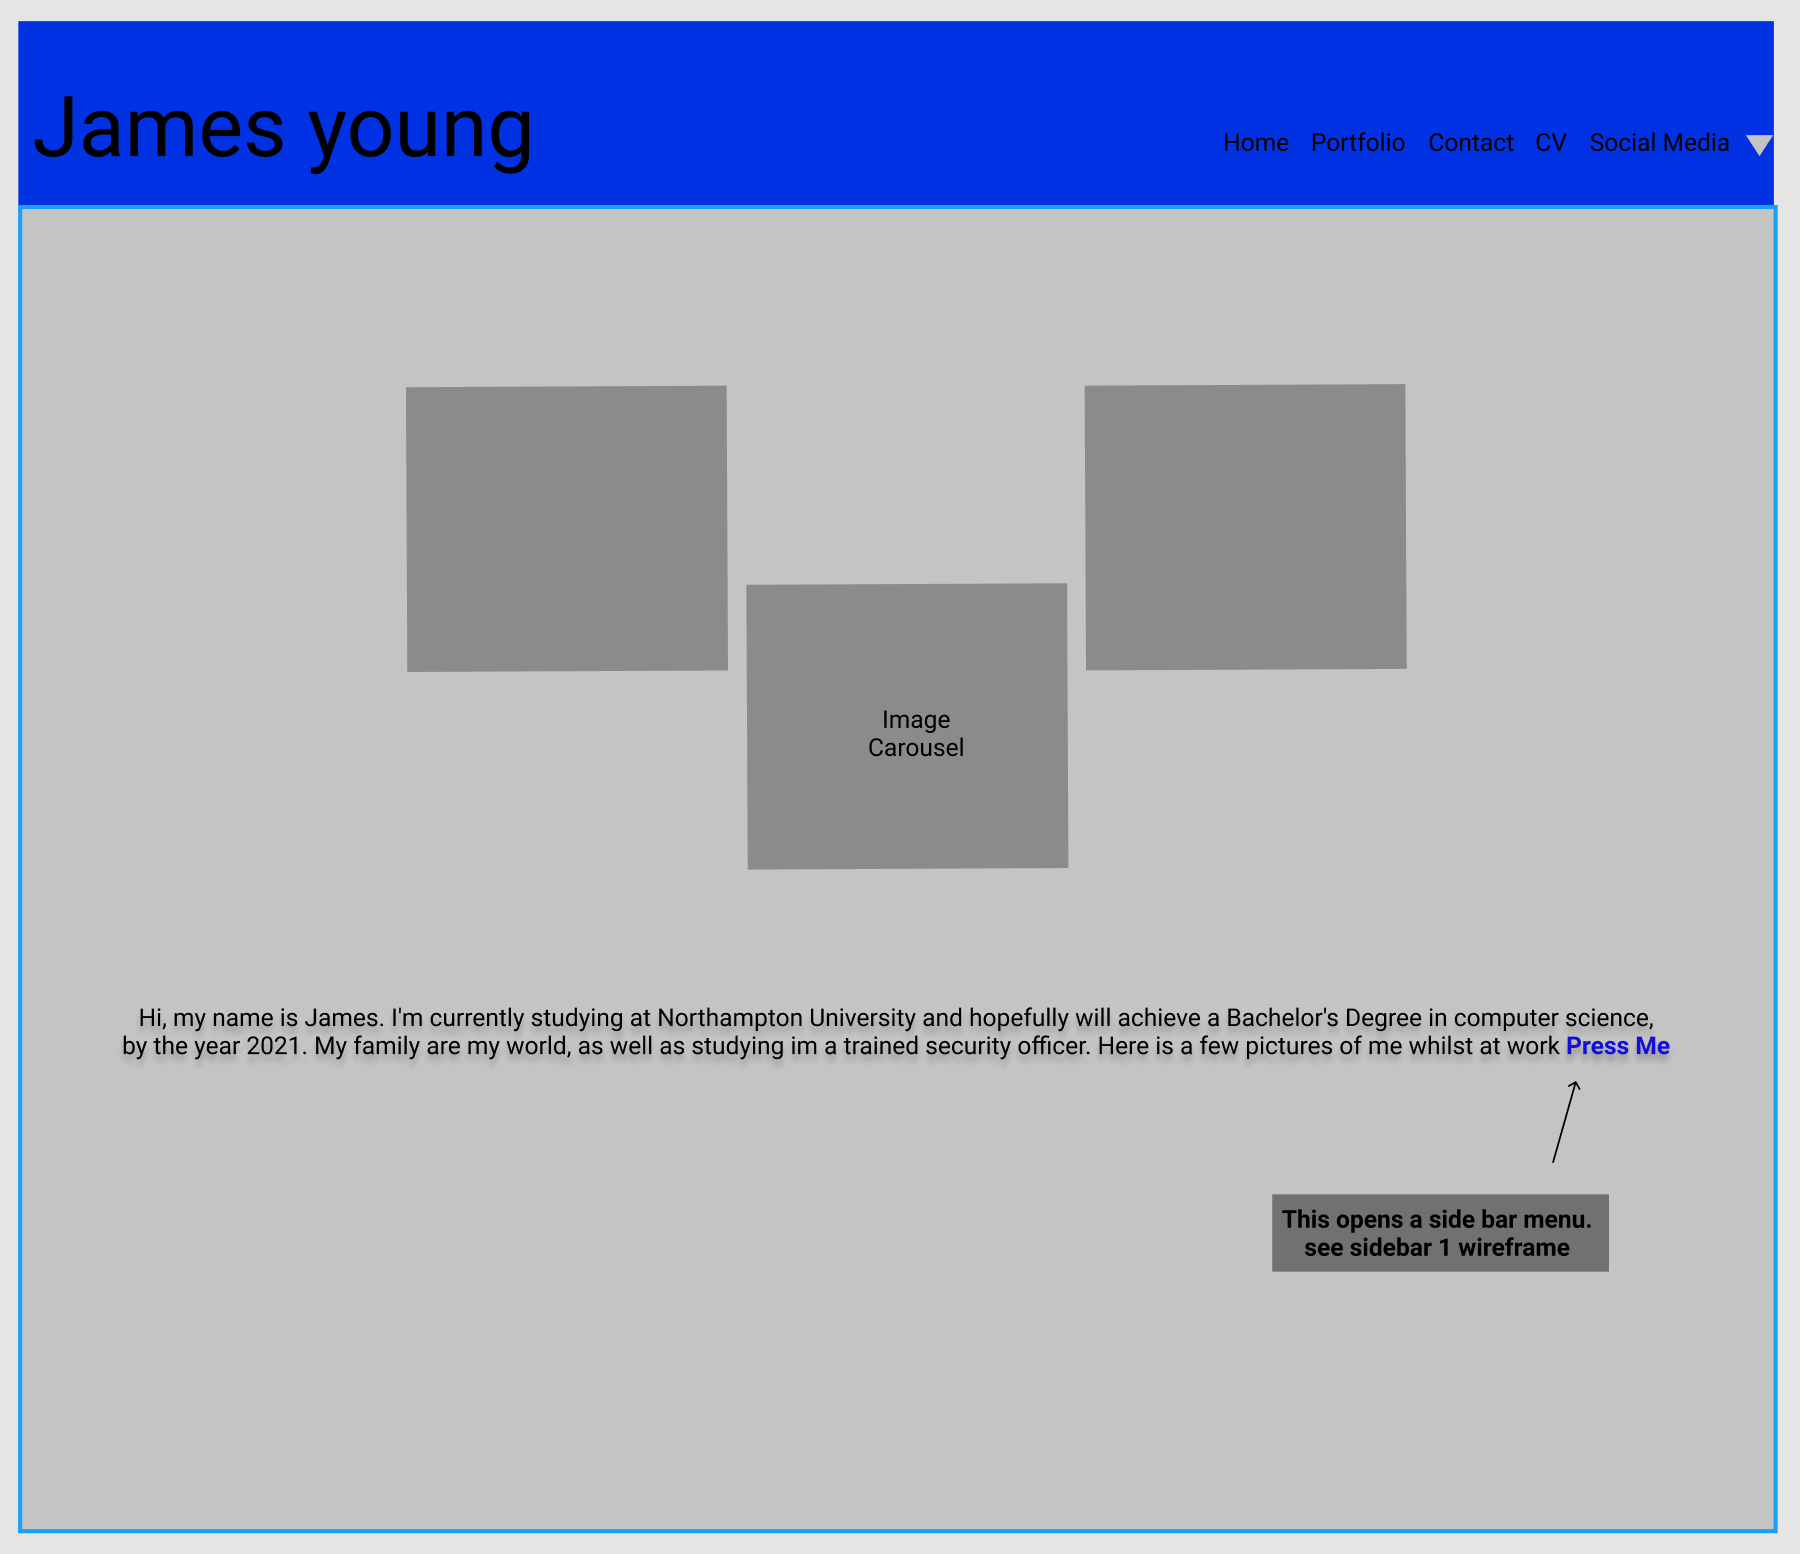 James young
Home Portfolio Contact CV Social Media
Image
Carousel
Hi, my name is James. I'm currently studying at Northampton University and hopefully will achieve a Bachelor's Degree in computer science,
by the year 2021. My family are my world, as well as studying im a trained security officer. Here is a few pictures of me whilst at work Press Me
This opens a side bar menu.
see sidebar 1 wireframe